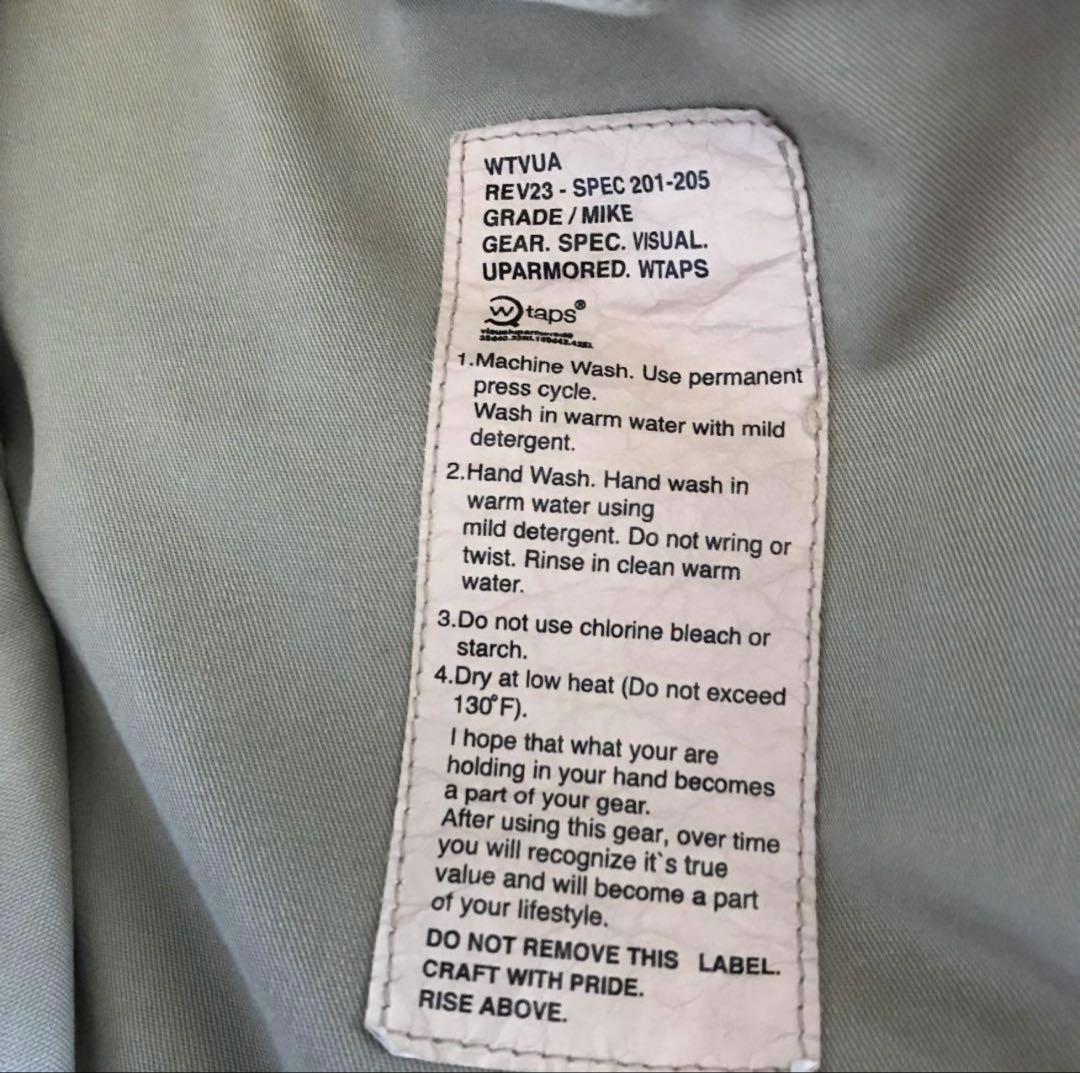 WTVUA
REV23 - SPEC 201-205
GRADE / MIKE
GEAR. SPEC. VISUAL.
UPARMORED. WTAPS
W taps®
1.Machine Wash. Use permanent
press cycle.
Wash in warm water with mild
detergent.
2.Hand Wash. Hand wash in
warm water using
mild detergent. Do not wring or
twist. Rinse in clean warm
water.
3.Do not use chlorine bleach or
starch.
4.Dry at low heat (Do not exceed
130°F).
I hope that what your are
holding in your hand becomes
a part of your gear.
After using this gear, over time
you will recognize it`s true
value and will become a part
of your lifestyle.
DO NOT REMOVE THIS LABEL.
CRAFT WITH PRIDE.
RISE ABOVE.